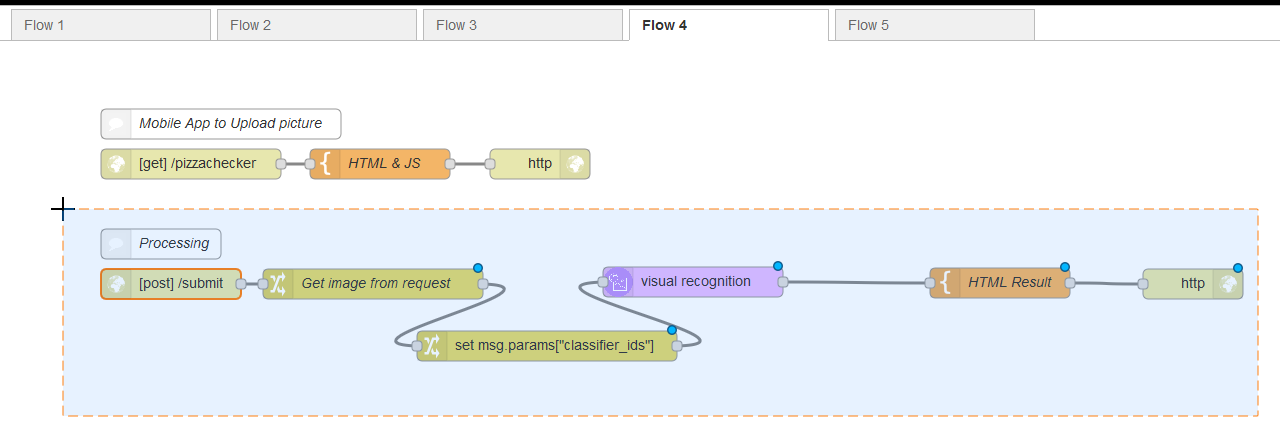 Flow 1
Flow 2
Flow 3
Flow 4
Flow 5
Mobile App to Upload picture
[get] /pizzachecker
HTML & JS
http
Processing
[post] /submit
Get image from request
visual recognition
HTML Result
http
set msg.params["classifier_ids"]